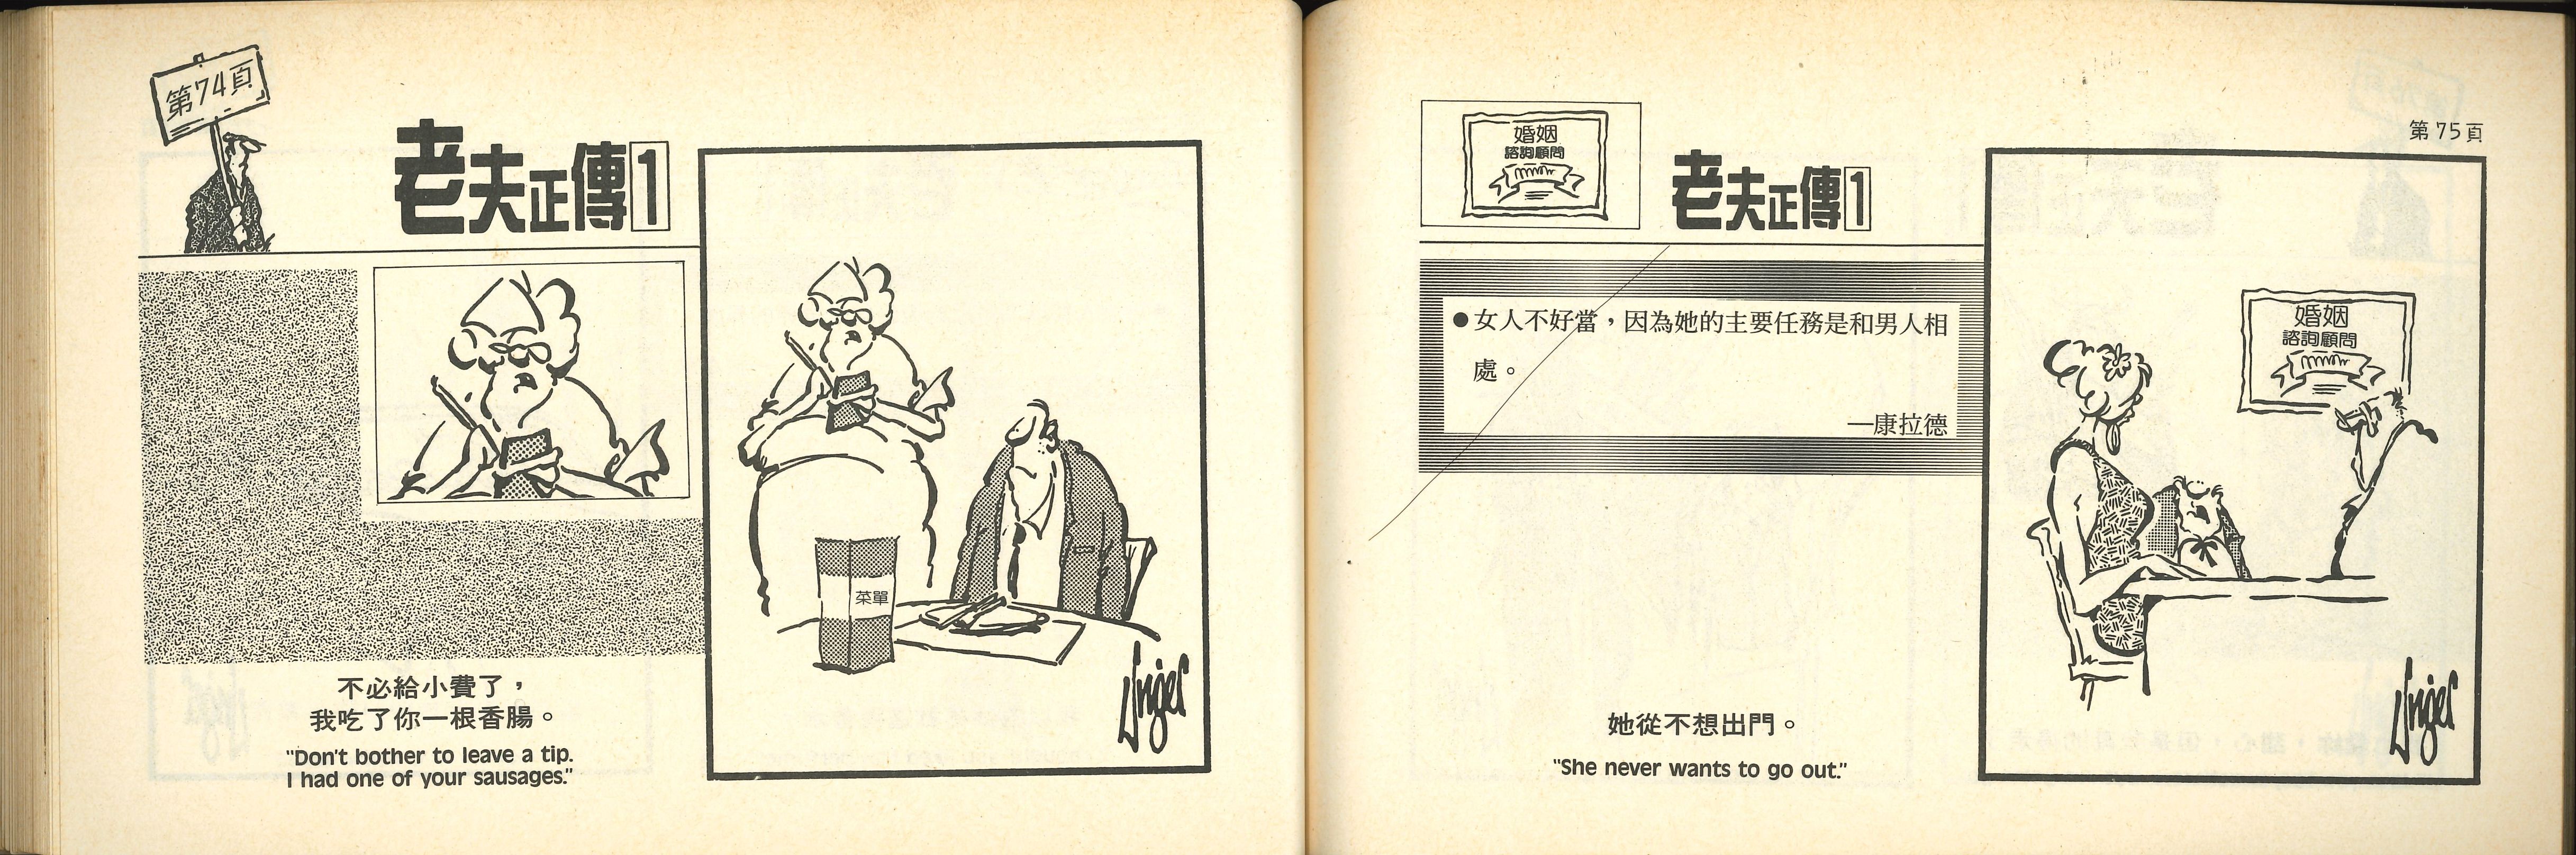 第74頁
老夫正傳1
菜單
Unger
不必給小費了，
我吃了你一根香腸。
"Don't bother to leave a tip.
I had one of your sausages."
第75頁
婚姻
諮詢顧問
老夫正傳1
●女人不好當，因為她的主要任務是和男人相
處。
—康拉德
婚姻
諮詢顧問
Unger
她從不想出門。
"She never wants to go out."